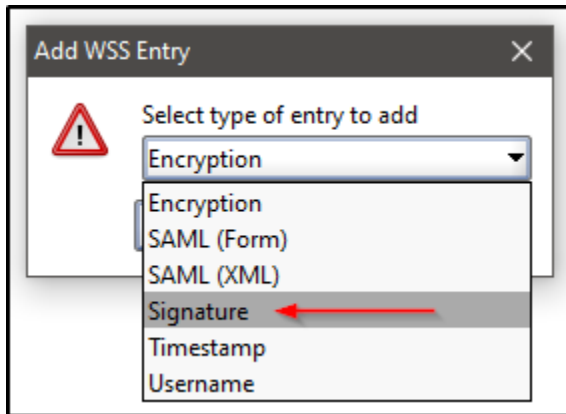 Add WSS Entry
Select type of entry to add
Encryption
Encryption
SAML (Form)
SAML (XML)
Signature
Timestamp
Username